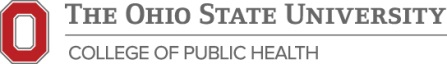 THE OHIO STATE UNIVERSITY
COLLEGE OF PUBLIC HEALTH